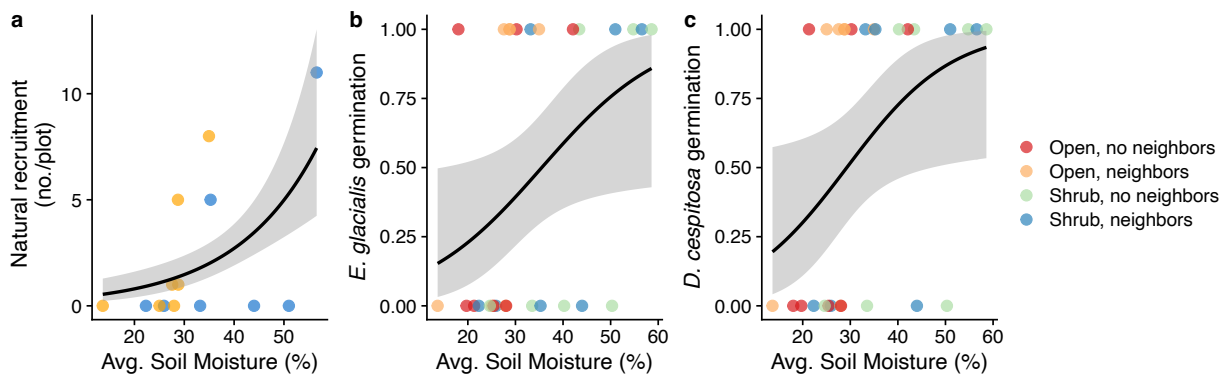 a
Natural recruitment
(no./plot)
10
5
0
20
30
40
50
Avg. Soil Moisture (%)
b
E. glacialis germination
1.00
0.75
0.50
0.25
0.00
20
30
40
50
60
Avg. Soil Moisture (%)
c
D. cespitosa germination
1.00
0.75
0.50
0.25
0.00
20
30
40
50
60
Avg. Soil Moisture (%)
Open, no neighbors
Open, neighbors
Shrub, no neighbors
Shrub, neighbors